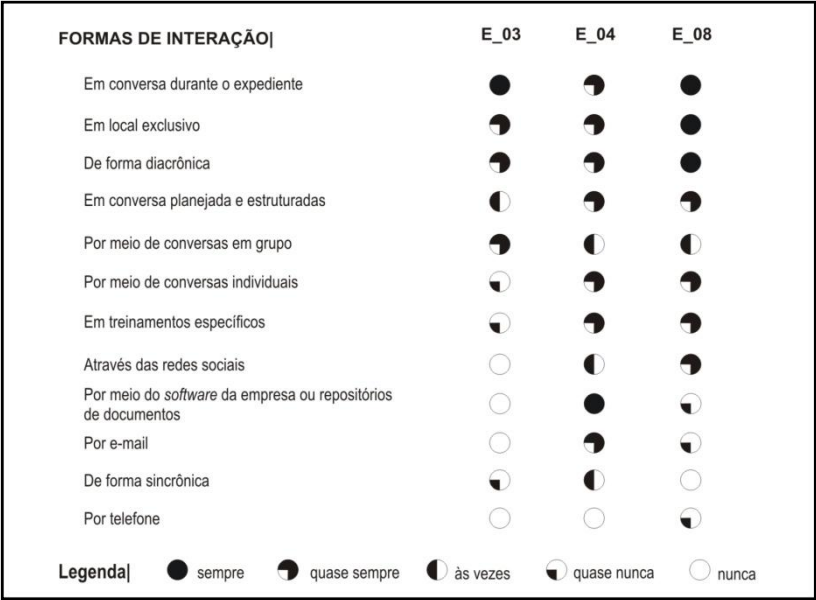 FORMAS DE INTERAÇÃO| E_03 E_04 E_08
Em conversa durante o expediente
Em local exclusivo
De forma diacrônica
Em conversa planejada e estruturadas
Por meio de conversas em grupo
Por meio de conversas individuais
Em treinamentos específicos
Através das redes sociais
Por meio do software da empresa ou repositórios
de documentos
Por e-mail
De forma sincrônica
Por telefone
Legenda| sempre quase sempre às vezes quase nunca nunca